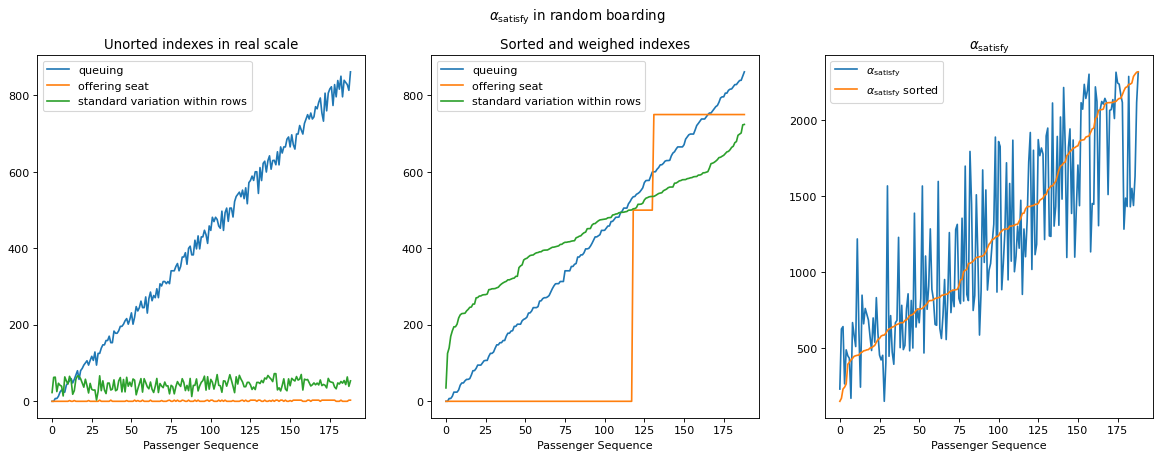 α_satisfy in random boarding
Unorted indexes in real scale
queuing
offering seat
standard variation within rows
0
200
400
600
800
0 25 50 75 100 125 150 175
Passenger Sequence
Sorted and weighed indexes
queuing
offering seat
standard variation within rows
0
200
400
600
800
0 25 50 75 100 125 150 175
Passenger Sequence
α_satisfy
α_satisfy
α_satisfy sorted
500
1000
1500
2000
0 25 50 75 100 125 150 175
Passenger Sequence